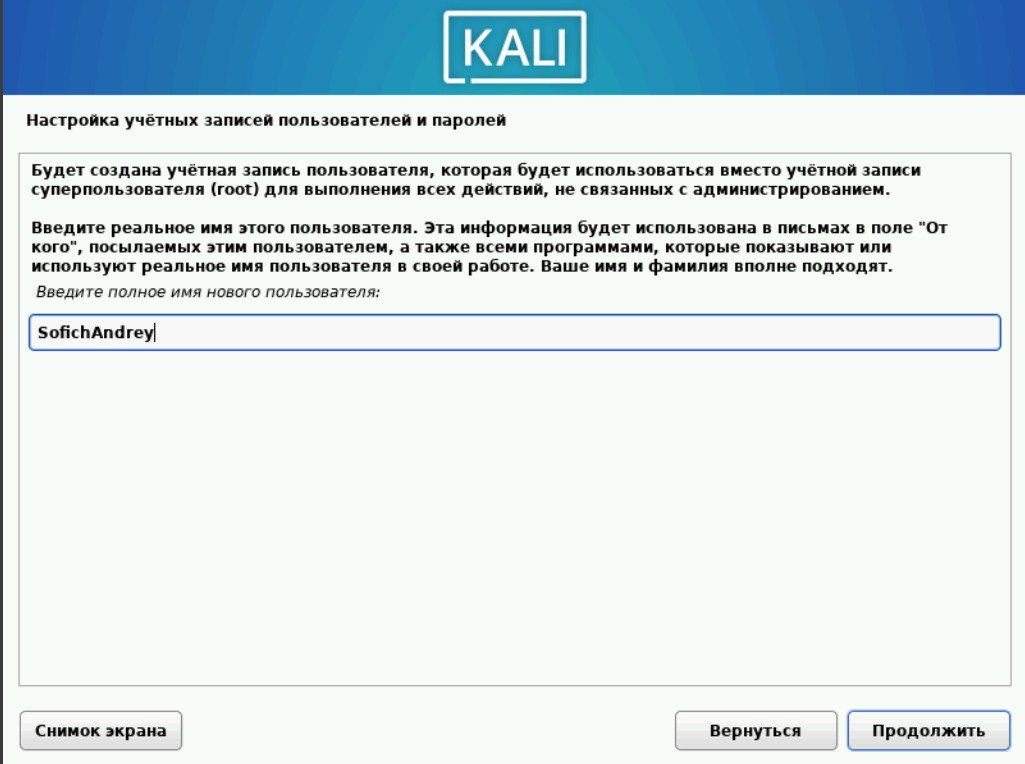 KALI
Настройка учётных записей пользователей и паролей
Будет создана учётная запись пользователя, которая будет использоваться вместо учётной записи
суперпользователя (root) для выполнения всех действий, не связанных с администрированием.
Введите реальное имя этого пользователя. Эта информация будет использована в письмах в поле "От
кого", посылаемых этим пользователем, а также всеми программами, которые показывают или
используют реальное имя пользователя в своей работе. Ваше имя и фамилия вполне подходят.
Введите полное имя нового пользователя:
SofichAndrey
Снимок экрана
Вернуться
Продолжить